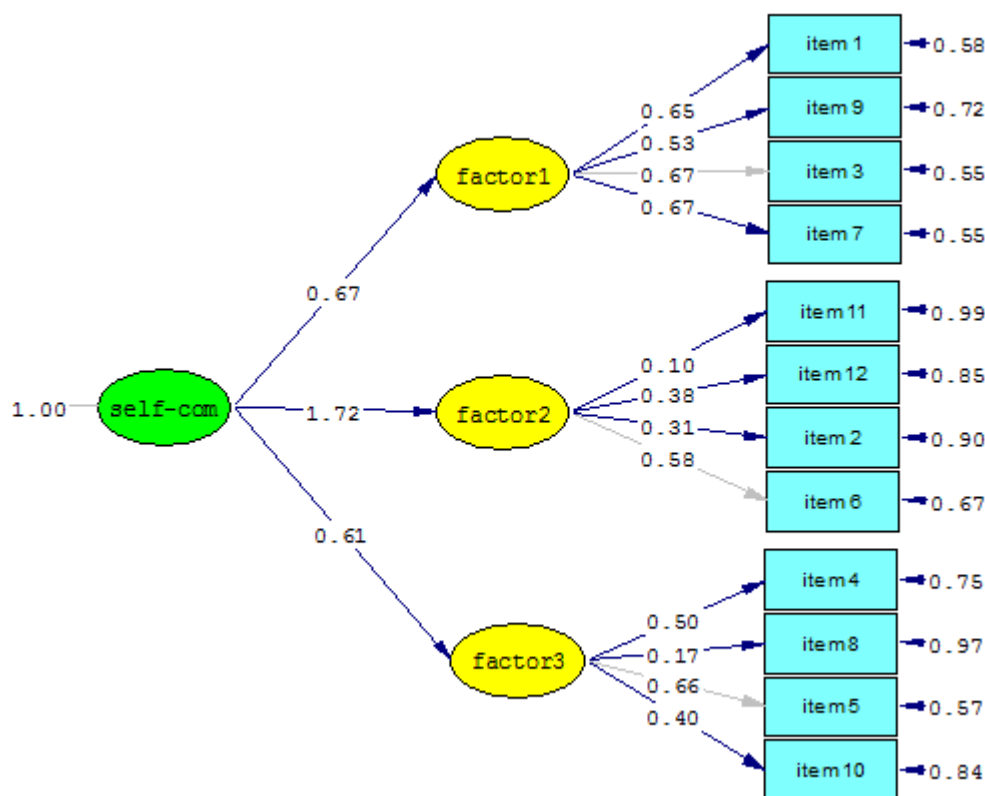 item 1
0.58
0.65
item 9
0.72
0.53
factor1
0.67
item 3
0.55
0.67
item 7
0.55
0.67
item 11
0.99
0.10
item 12
0.85
0.38
1.00
self-com
1.72
factor2
0.31
item 2
0.90
0.58
item 6
0.67
0.61
item 4
0.75
0.50
item 8
0.97
0.17
factor3
0.66
item 5
0.57
0.40
item 10
0.84